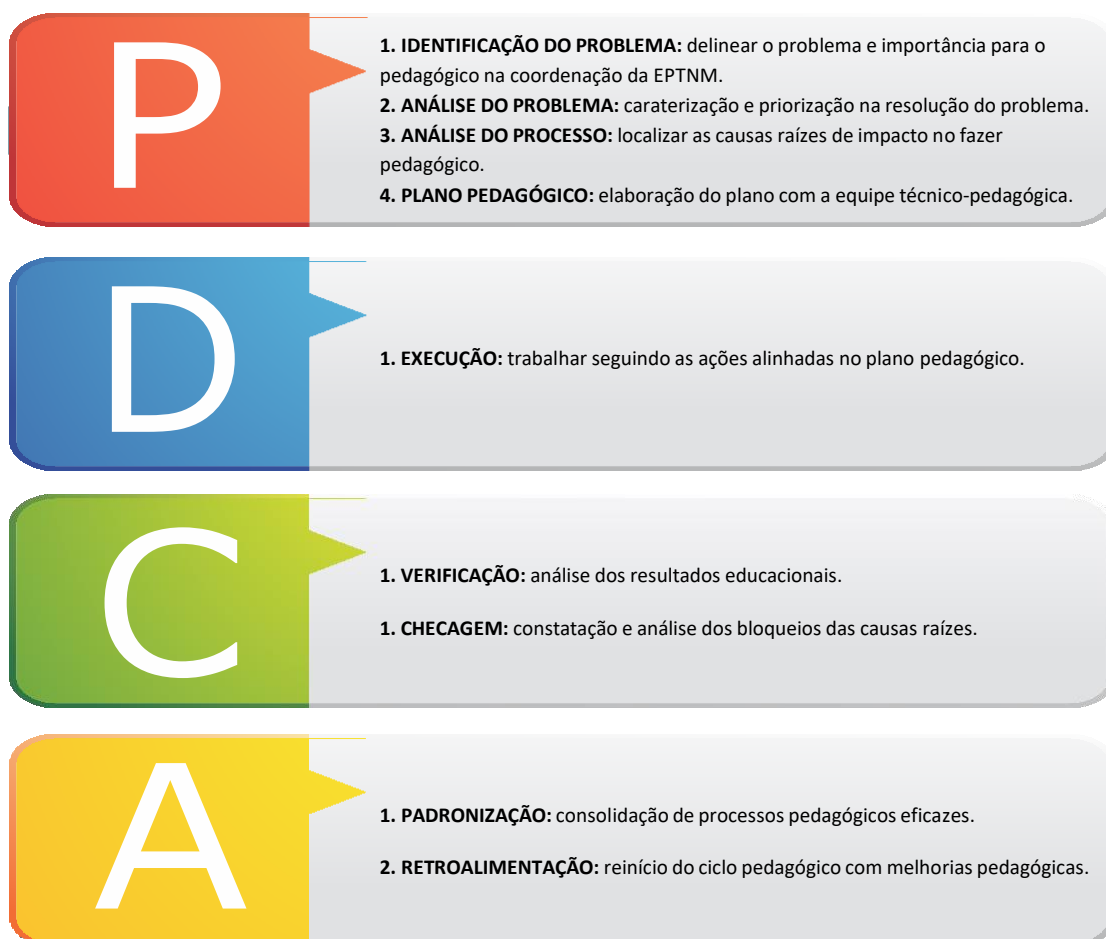 P
1. IDENTIFICAÇÃO DO PROBLEMA: delinear o problema e importância para o
pedagógico na coordenação da EPTNM.
2. ANÁLISE DO PROBLEMA: caraterização e priorização na resolução do problema.
3. ANÁLISE DO PROCESSO: localizar as causas raízes de impacto no fazer
pedagógico.
4. PLANO PEDAGÓGICO: elaboração do plano com a equipe técnico-pedagógica.
D
1. EXECUÇÃO: trabalhar seguindo as ações alinhadas no plano pedagógico.
C
1. VERIFICAÇÃO: análise dos resultados educacionais.
1. CHECAGEM: constatação e análise dos bloqueios das causas raízes.
A
1. PADRONIZAÇÃO: consolidação de processos pedagógicos eficazes.
2. RETROALIMENTAÇÃO: reinício do ciclo pedagógico com melhorias pedagógicas.